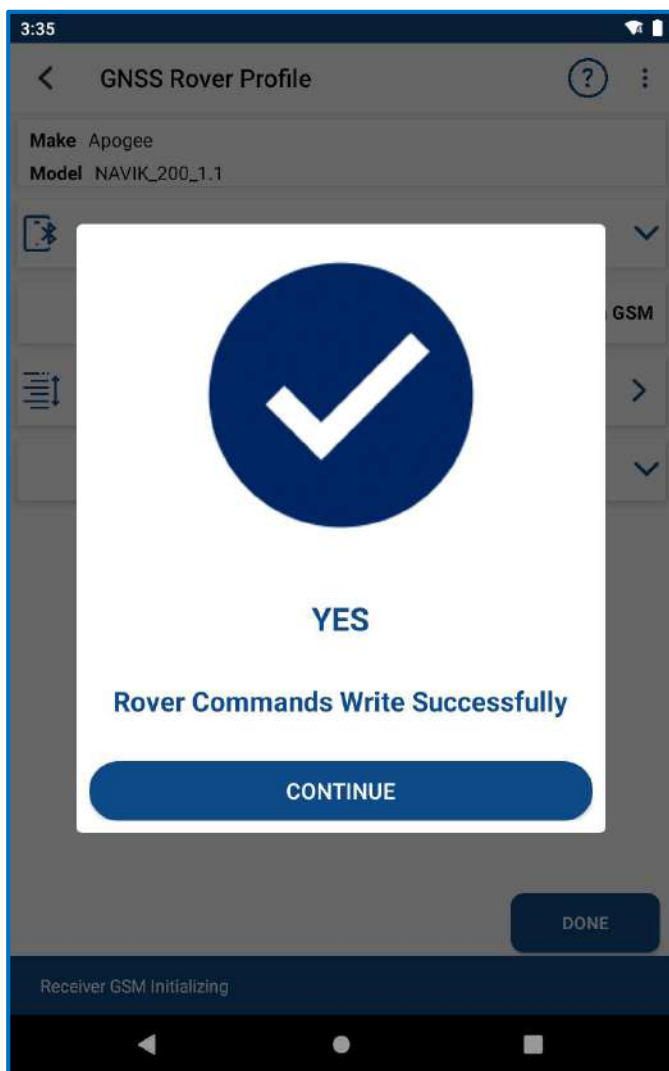 3:35
GNSS Rover Profile
?
Make Apogee
Model NAVIK_200_1.1
GSM
YES
Rover Commands Write Successfully
CONTINUE
DONE
Receiver GSM Initializing